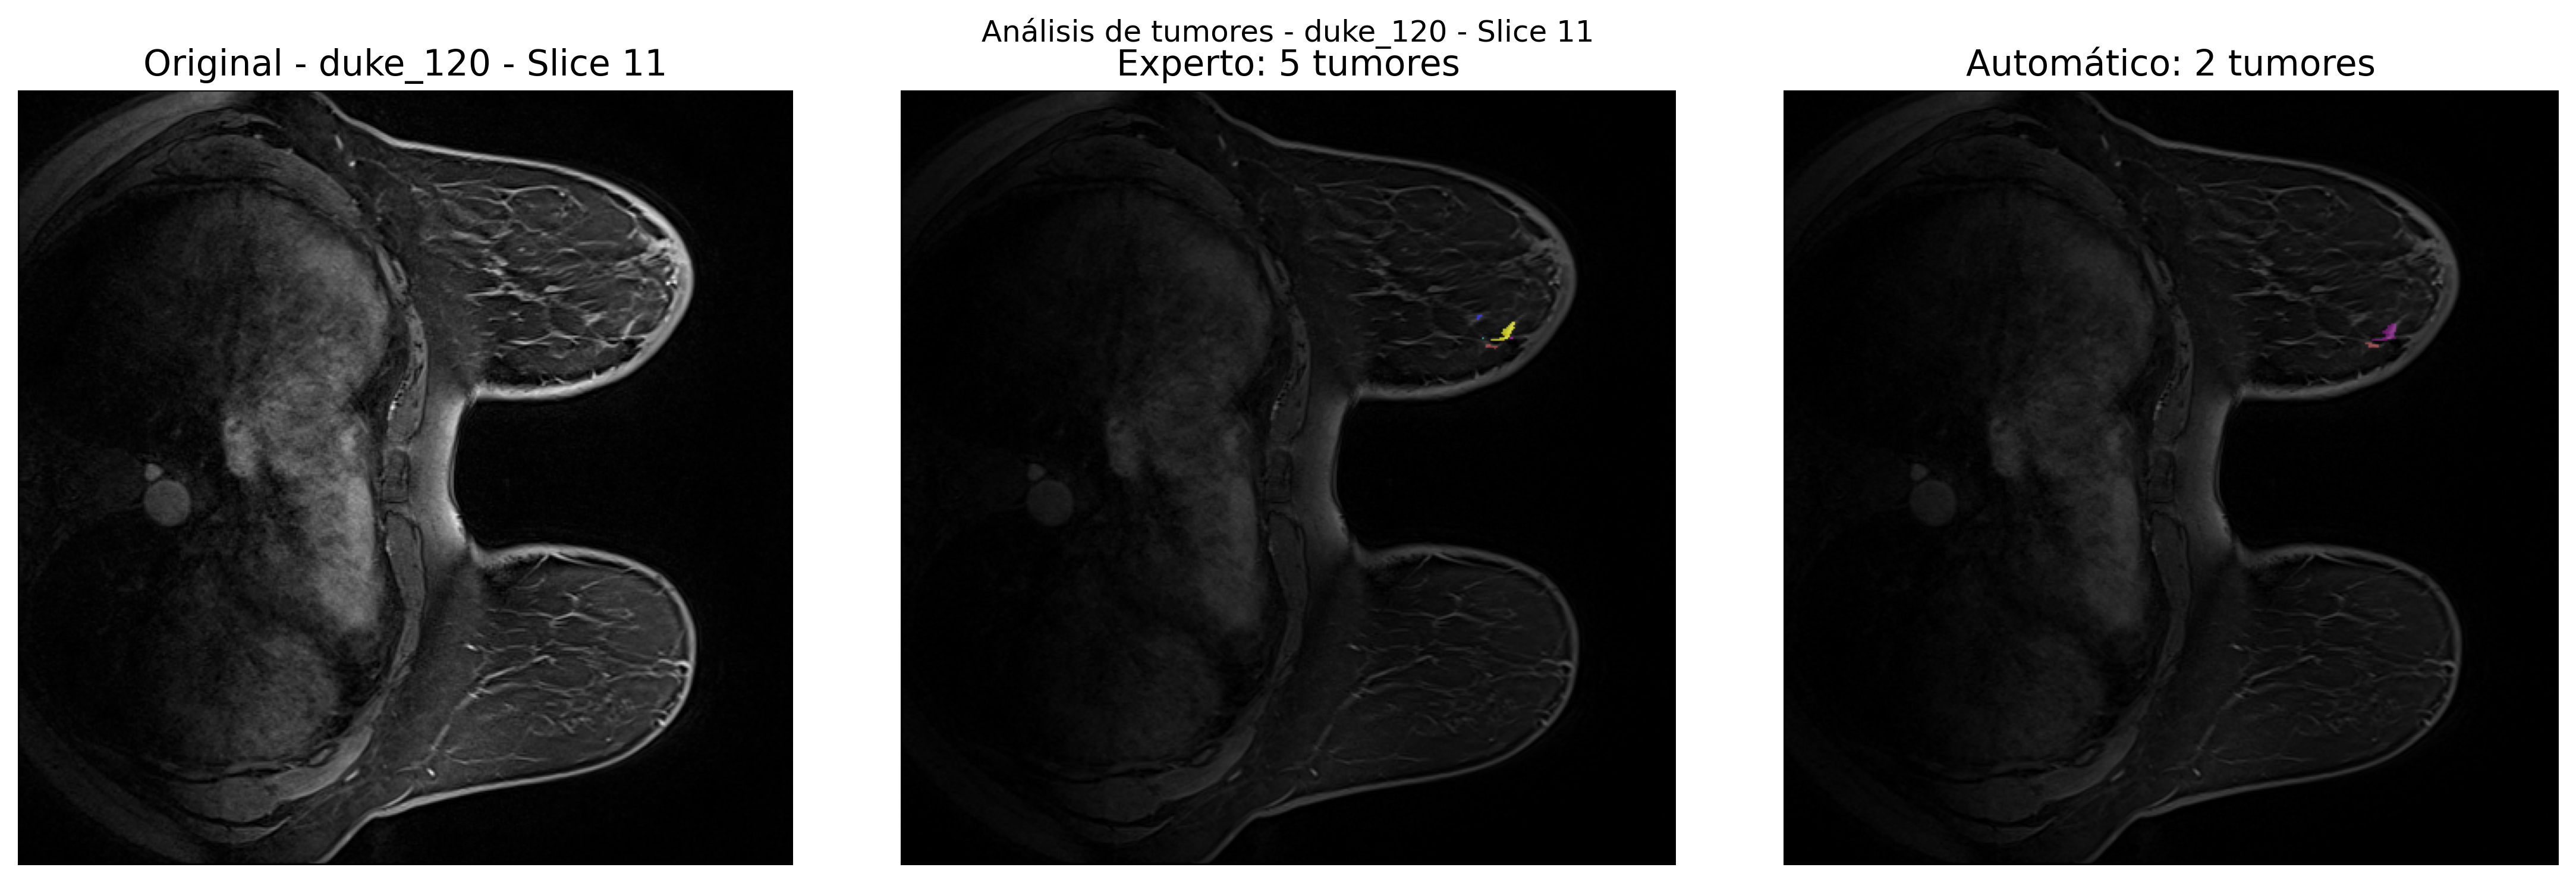 Análisis de tumores - duke_120 - Slice 11
Original - duke_120 - Slice 11
Experto: 5 tumores
Automático: 2 tumores